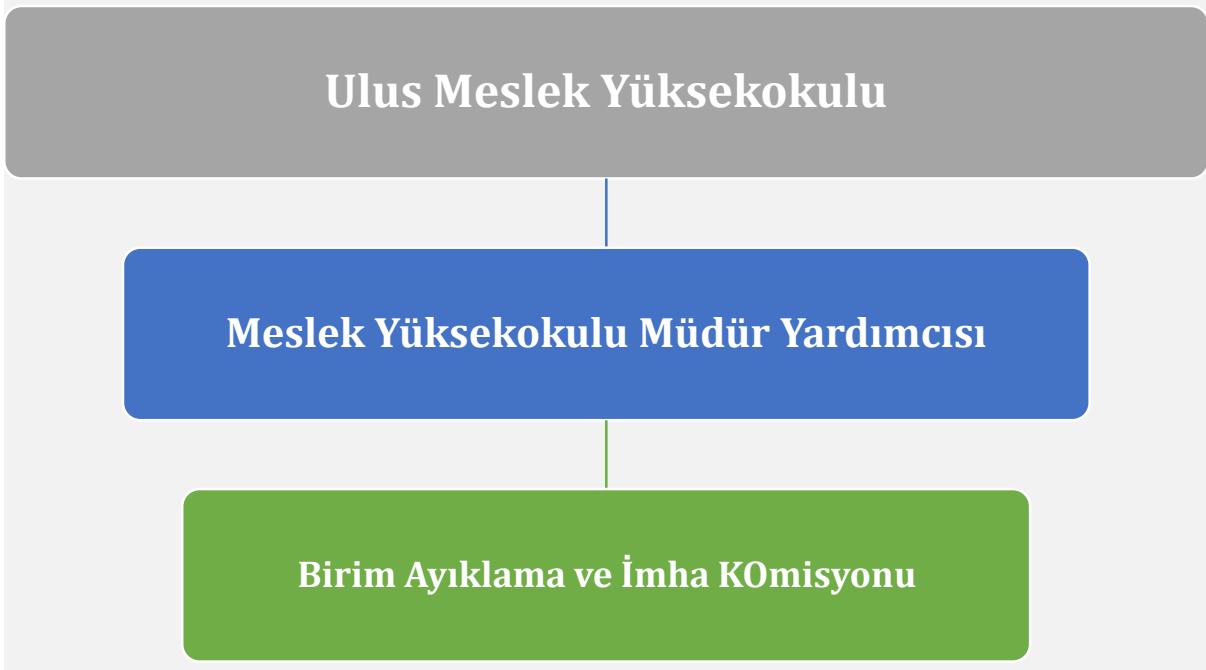 Ulus Meslek Yüksekokulu
Meslek Yüksekokulu Müdür Yardımcısı
Birim Ayıklama ve İmha KOmisyonu